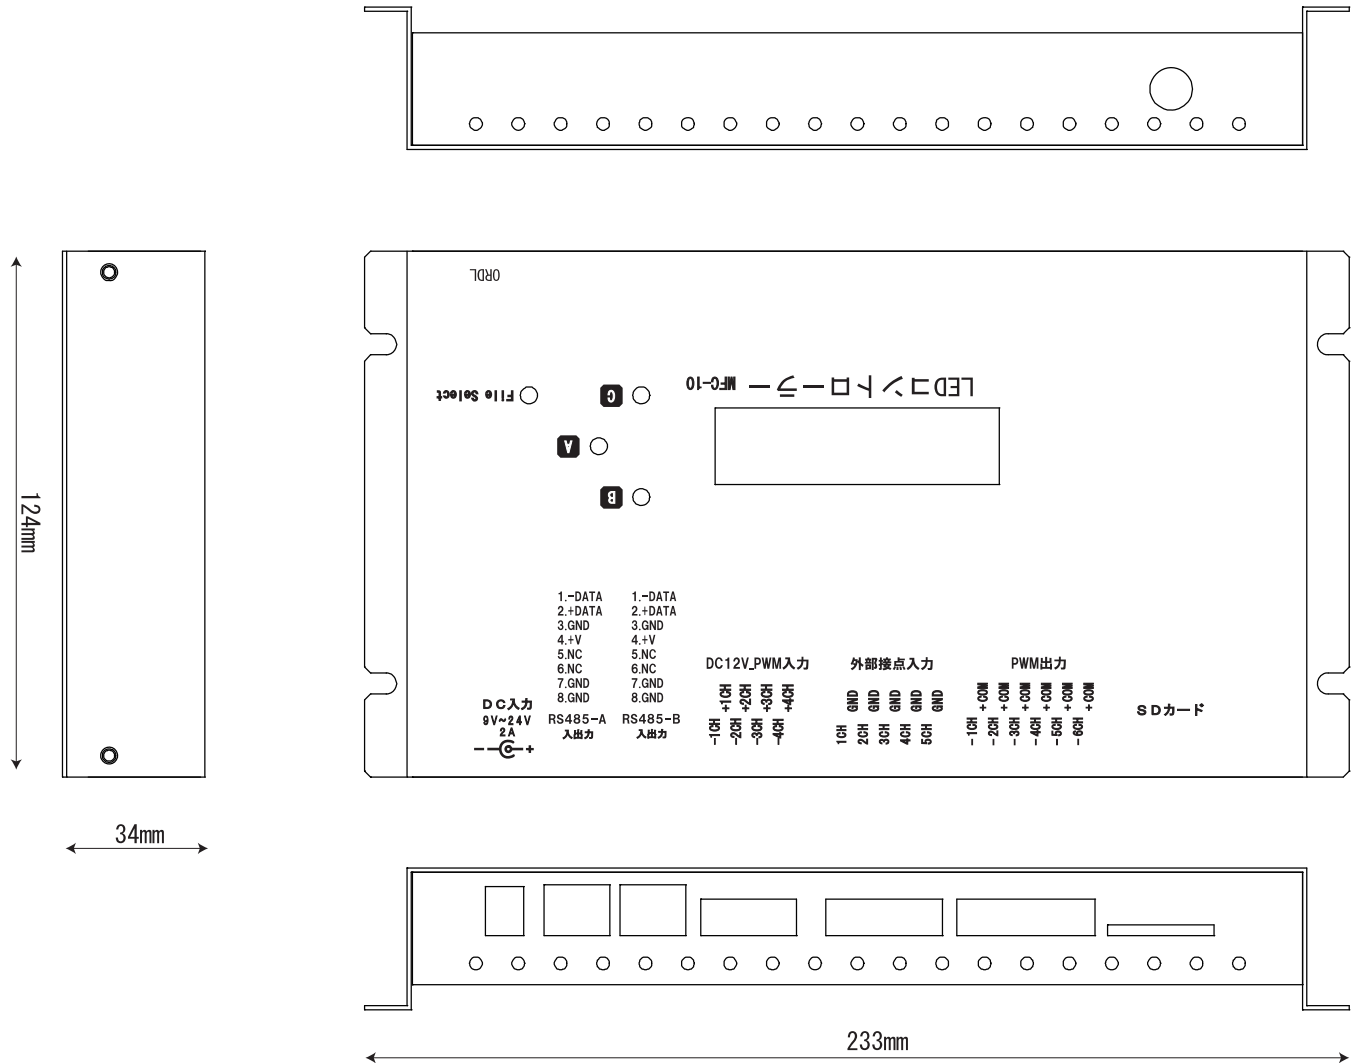 ORDL
LEDコントローラー MFC-10
File Select
C
A
B
124mm
1.-DATA
2.+DATA
3.GND
4.+V
5.NC
6.NC
7.GND
8.GND
RS485-A
入出力
1.-DATA
2.+DATA
3.GND
4.+V
5.NC
6.NC
7.GND
8.GND
RS485-B
入出力
DC入力
9V~24V
2A
- +
DC12V_PWM入力
-1CH +1CH
-2CH +2CH
-3CH +3CH
-4CH +4CH
外部接点入力
1CH GND
2CH GND
3CH GND
4CH GND
5CH GND
PWM出力
-1CH +COM
-2CH +COM
-3CH +COM
-4CH +COM
-5CH +COM
-6CH +COM
SDカード
34mm
233mm